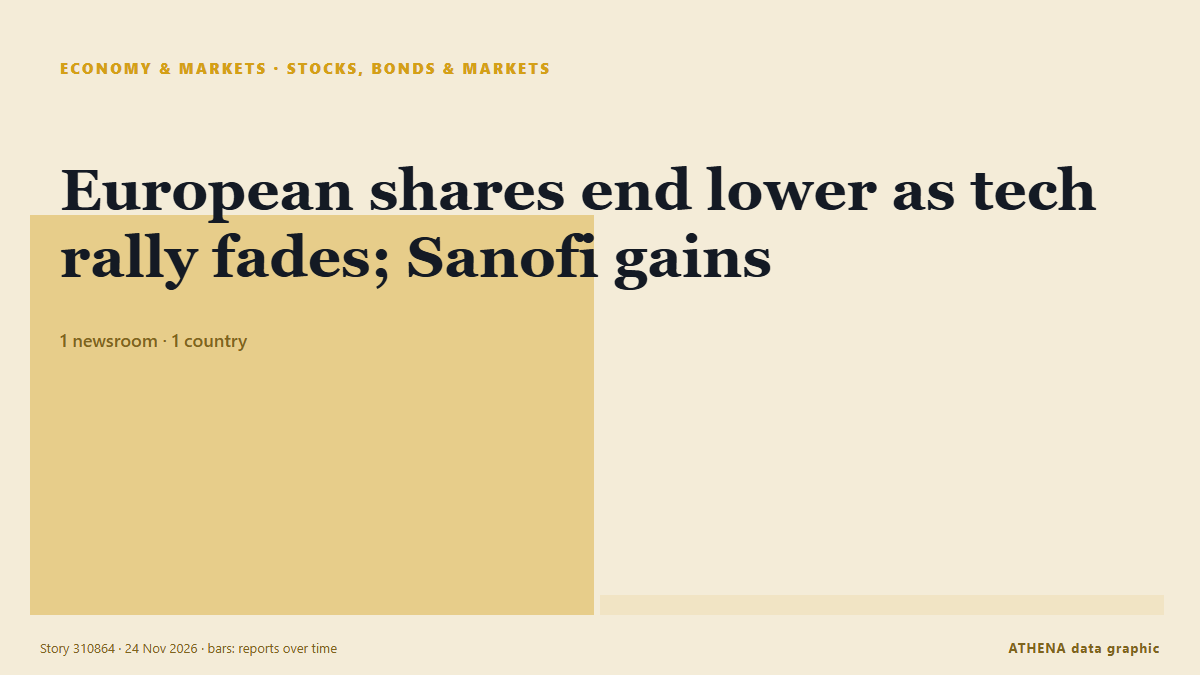 ECONOMY & MARKETS · STOCKS, BONDS & MARKETS
European shares end lower as tech
rally fades; Sanofi gains
1 newsroom · 1 country
Story 310864 · 24 Nov 2026 · bars: reports over time
ATHENA data graphic